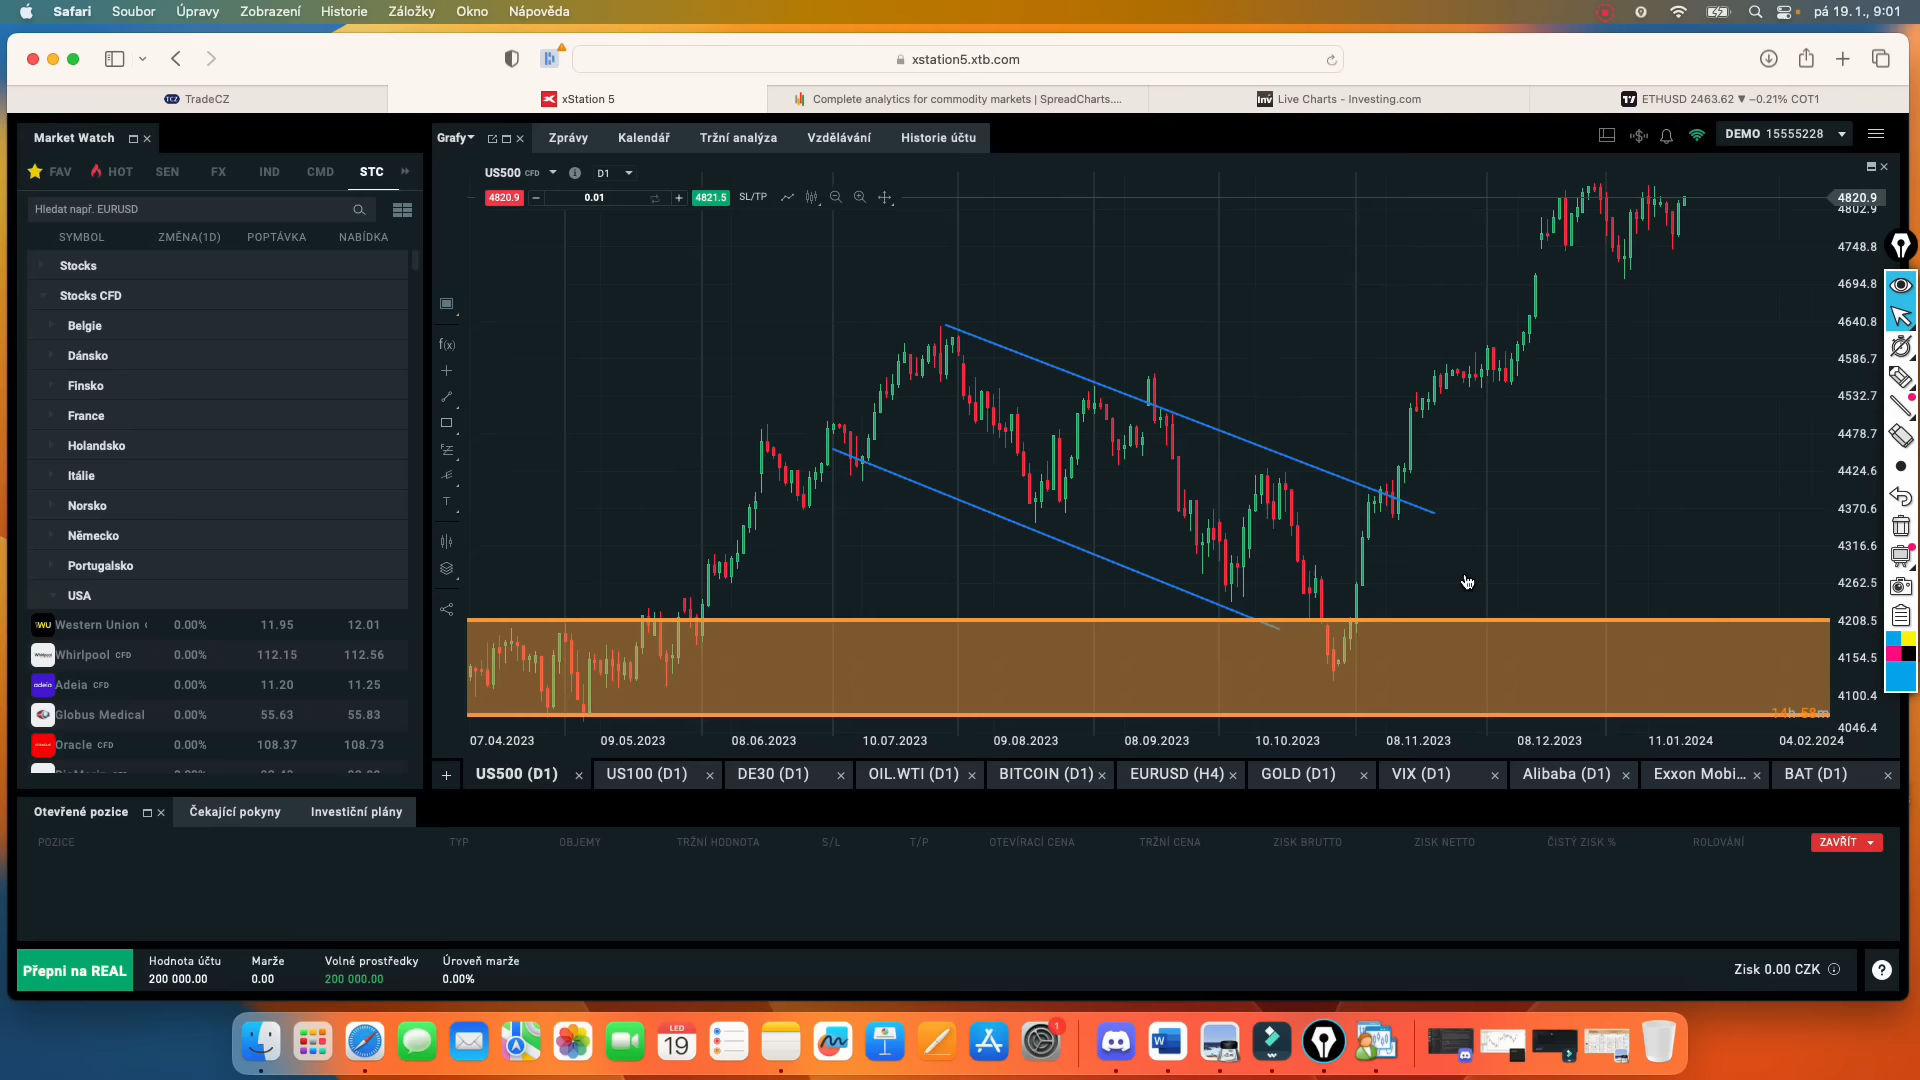 Safari Soubor Úpravy Zobrazení Historie Záložky Okno Nápověda pá 19. 1., 9:01
xstation5.xtb.com
TradeCZ xStation 5 Complete analytics for commodity markets | SpreadCharts.... Live Charts - Investing.com ETHUSD 2463.62 ▼ −0.21% COT1
Market Watch Grafy Zprávy Kalendář Tržní analýza Vzdělávání Historie účtu DEMO 15555228
FAV HOT SEN FX IND CMD STC
US500 CFD D1
4820.9 − 0.01 + 4821.5 SL/TP
Hledat např. EURUSD
SYMBOL ZMĚNA(1D) POPTÁVKA NABÍDKA
Stocks
Stocks CFD
Belgie
Dánsko
Finsko
France
Holandsko
Itálie
Norsko
Německo
Portugalsko
USA
Western Union 0.00% 11.95 12.01
Whirlpool CFD 0.00% 112.15 112.56
Adeia CFD 0.00% 11.20 11.25
Globus Medical 0.00% 55.63 55.83
Oracle CFD 0.00% 108.37 108.73
f(x)
T
4820.9
4802.9
4748.8
4694.8
4640.8
4586.7
4532.7
4478.7
4424.6
4370.6
4316.6
4262.5
4208.5
4154.5
4100.4
14h 58m
4046.4
07.04.2023 09.05.2023 08.06.2023 10.07.2023 09.08.2023 08.09.2023 10.10.2023 08.11.2023 08.12.2023 11.01.2024 04.02.2024
US500 (D1) US100 (D1) DE30 (D1) OIL.WTI (D1) BITCOIN (D1) EURUSD (H4) GOLD (D1) VIX (D1) Alibaba (D1) Exxon Mobi... BAT (D1)
Otevřené pozice Čekající pokyny Investiční plány
POZICE TYP OBJEMY TRŽNÍ HODNOTA S/L T/P OTEVÍRACÍ CENA TRŽNÍ CENA ZISK BRUTTO ZISK NETTO ČISTÝ ZISK % ROLOVÁNÍ ZAVŘÍT
Přepni na REAL
Hodnota účtu Marže Volné prostředky Úroveň marže
200 000.00 0.00 200 000.00 0.00%
Zisk 0.00 CZK
LED
19
1